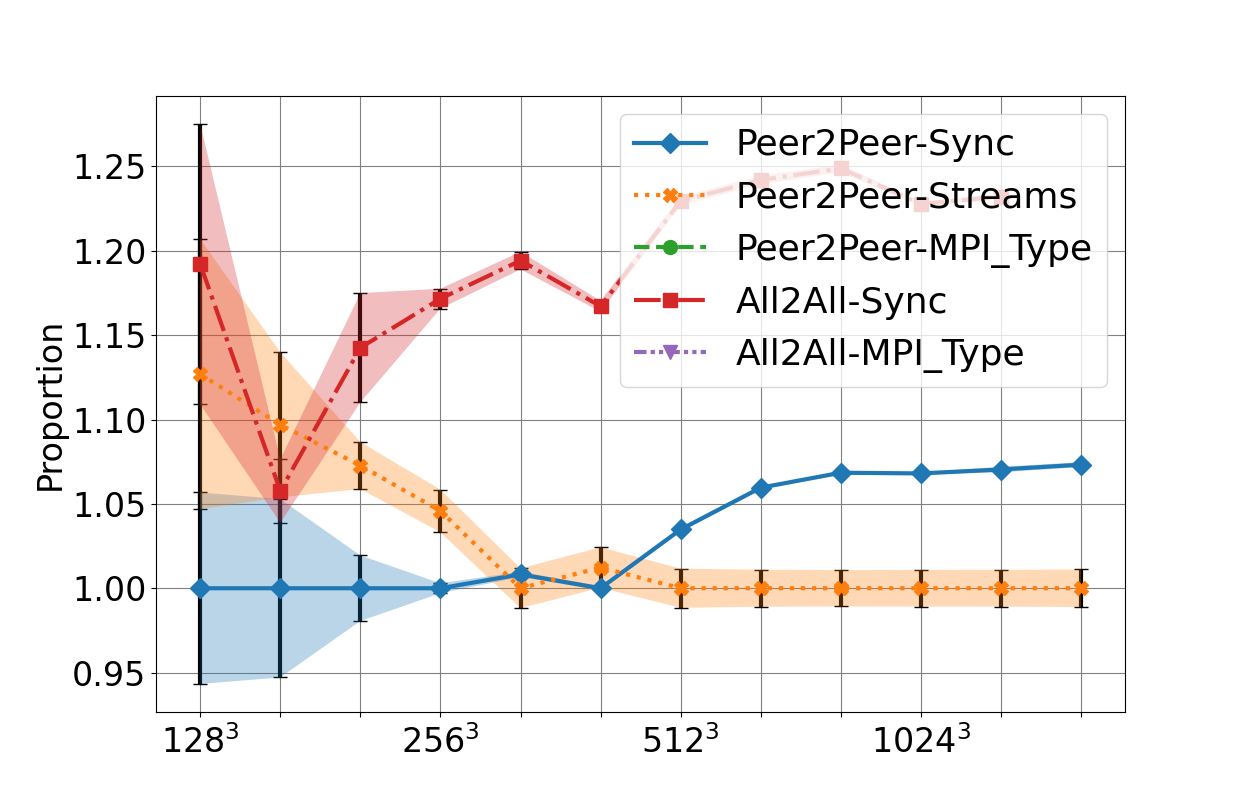 Proportion
1.25
1.20
1.15
1.10
1.05
1.00
0.95
128³
256³
512³
1024³
Peer2Peer-Sync
Peer2Peer-Streams
Peer2Peer-MPI_Type
All2All-Sync
All2All-MPI_Type